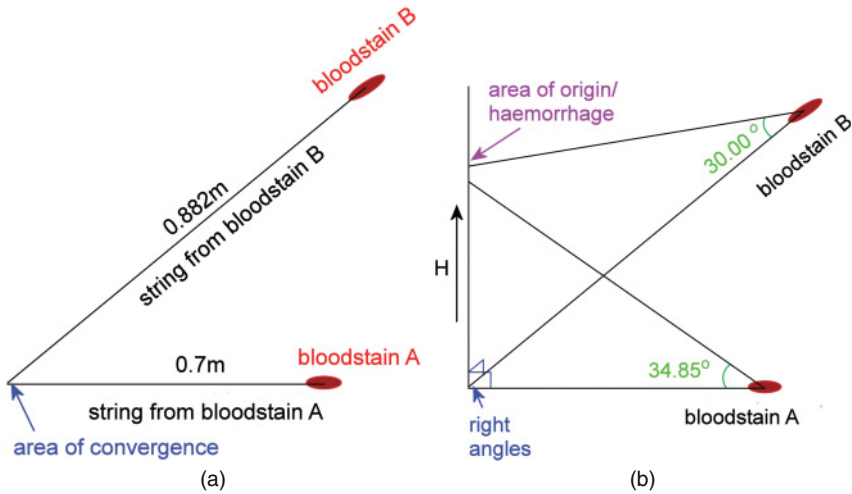 bloodstain B
0.882m
string from bloodstain B
0.7m
bloodstain A
string from bloodstain A
area of convergence
(a)
area of origin/
haemorrhage
30.00°
bloodstain B
H
34.85°
bloodstain A
right
angles
(b)